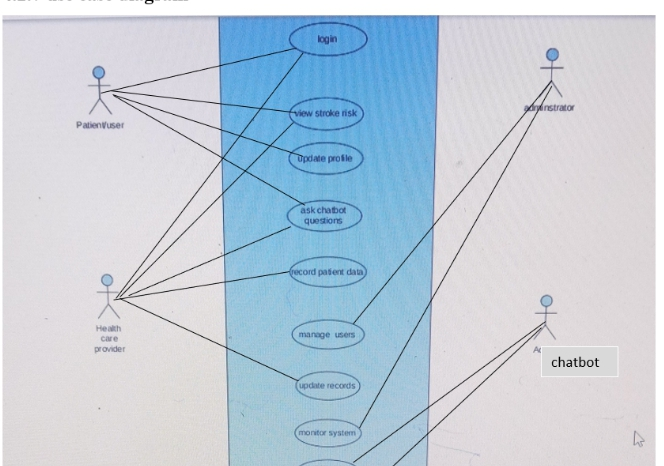 login
Patient/user
view stroke risk
adminstrator
update profile
ask chatbot
questions
record patient data
Health
care
provider
manage users
chatbot
update records
monitor system